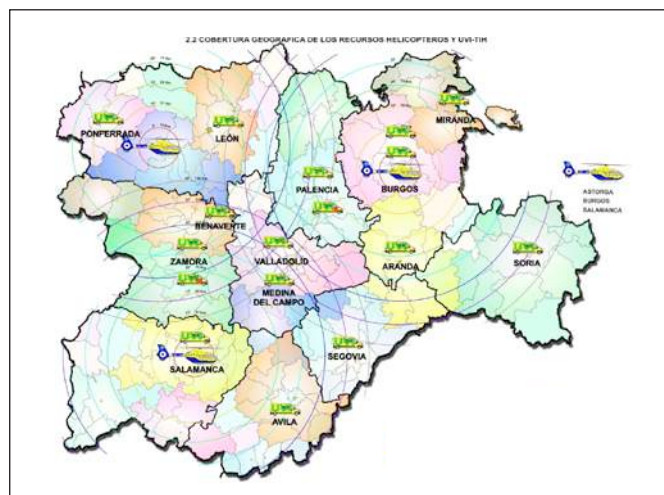 2.2 COBERTURA GEOGRAFICA DE LOS RECURSOS HELICOPTEROS Y UVI-TIH
PONFERRADA
LEÓN
MIRANDA
PALENCIA
BURGOS
ASTORGA
BURGOS
SALAMANCA
BENAVENTE
ZAMORA
VALLADOLID
ARANDA
SORIA
MEDINA
DEL CAMPO
SEGOVIA
SALAMANCA
AVILA